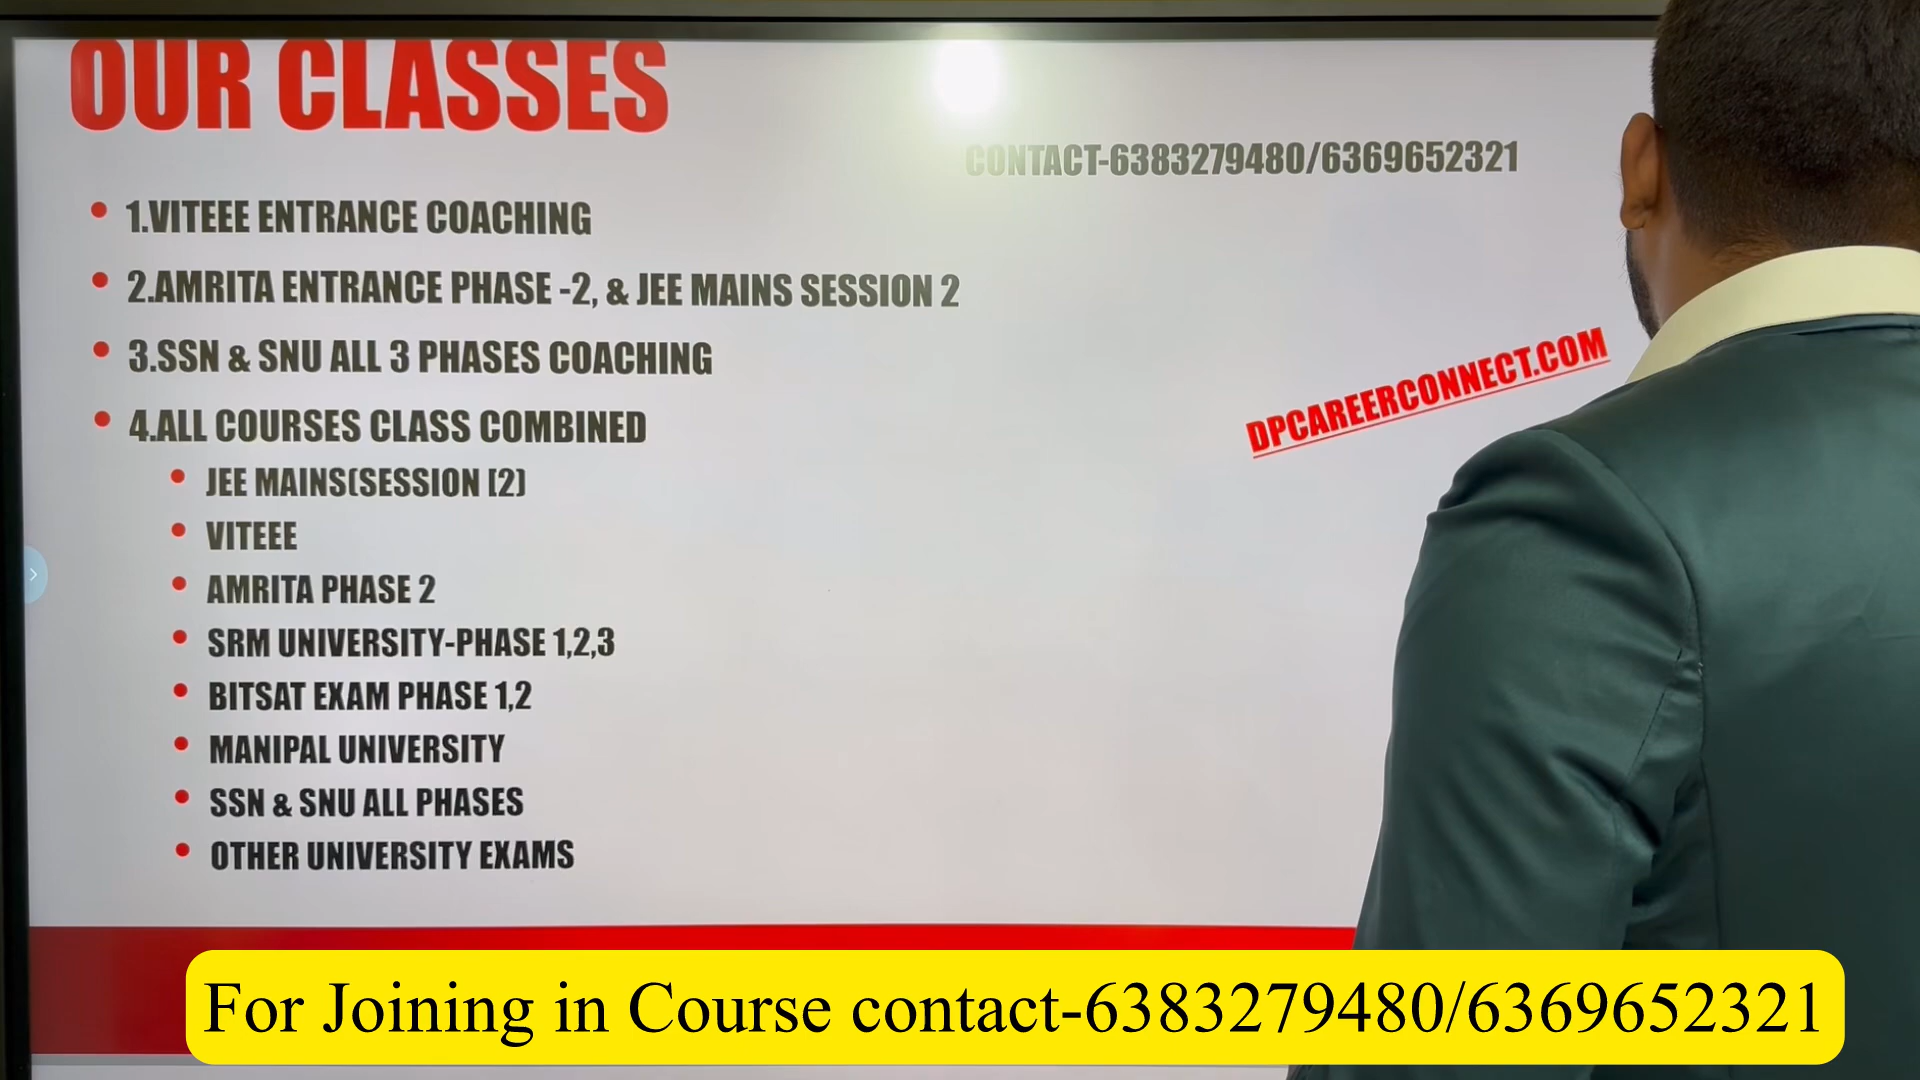 OUR CLASSES
CONTACT-6383279480/6369652321
• 1.VITEEE ENTRANCE COACHING
• 2.AMRITA ENTRANCE PHASE -2, & JEE MAINS SESSION 2
• 3.SSN & SNU ALL 3 PHASES COACHING
DPCAREERCONNECT.COM
• 4.ALL COURSES CLASS COMBINED
• JEE MAINS(SESSION [2)
• VITEEE
• AMRITA PHASE 2
• SRM UNIVERSITY-PHASE 1,2,3
• BITSAT EXAM PHASE 1,2
• MANIPAL UNIVERSITY
• SSN & SNU ALL PHASES
• OTHER UNIVERSITY EXAMS
For Joining in Course contact-6383279480/6369652321